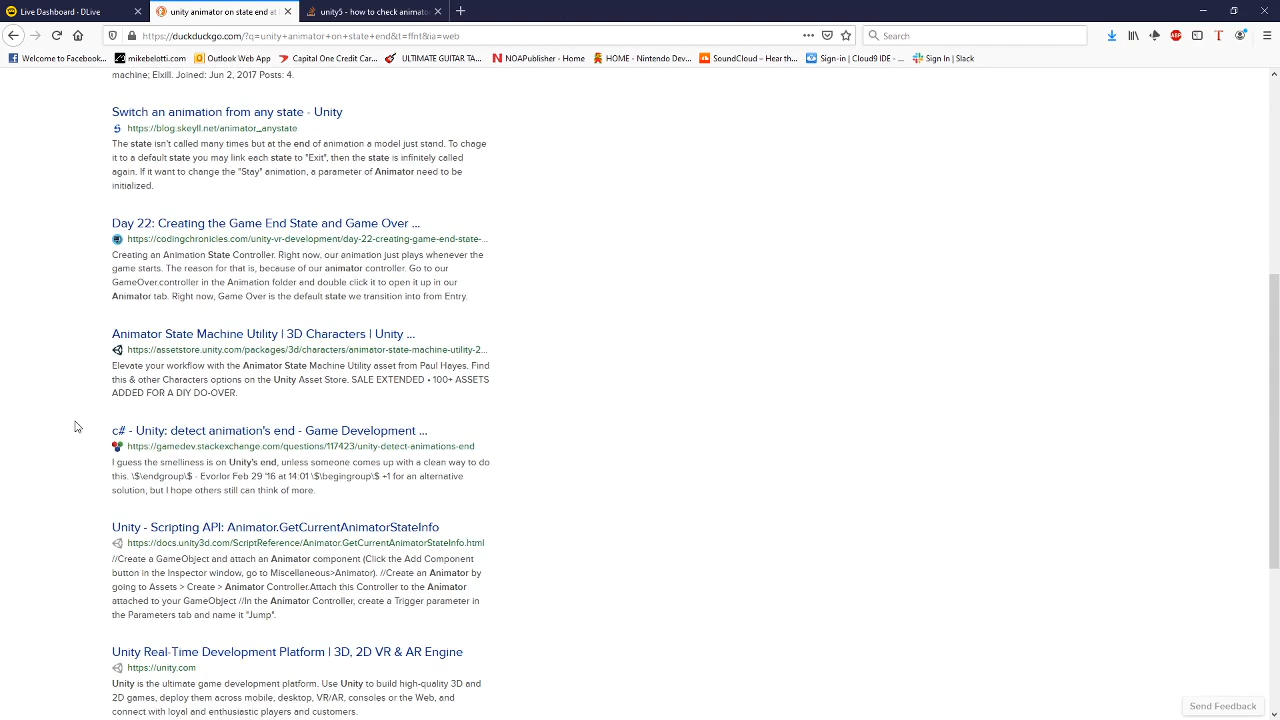 Live Dashboard - DLive
unity animator on state end at
unity5 - how to check animator
https://duckduckgo.com/?q=unity+animator+on+state+end&t=ffnt&ia=web
Search
Welcome to Facebook...
mikebelotti.com
Outlook Web App
Capital One Credit Car...
ULTIMATE GUITAR TA...
NOAPublisher - Home
HOME - Nintendo Dev...
SoundCloud – Hear th...
Sign-in | Cloud9 IDE - ...
Sign In | Slack
machine; Elxill. Joined: Jun 2, 2017 Posts: 4.
Switch an animation from any state - Unity
https://blog.skeyll.net/animator_anystate
The state isn't called many times but at the end of animation a model just stand. To chage
it to a default state you may link each state to "Exit", then the state is infinitely called
again. If it want to change the "Stay" animation, a parameter of Animator need to be
initialized.
Day 22: Creating the Game End State and Game Over ...
https://codingchronicles.com/unity-vr-development/day-22-creating-game-end-state-...
Creating an Animation State Controller. Right now, our animation just plays whenever the
game starts. The reason for that is, because of our animator controller. Go to our
GameOver.controller in the Animation folder and double click it to open it up in our
Animator tab. Right now, Game Over is the default state we transition into from Entry.
Animator State Machine Utility | 3D Characters | Unity ...
https://assetstore.unity.com/packages/3d/characters/animator-state-machine-utility-2...
Elevate your workflow with the Animator State Machine Utility asset from Paul Hayes. Find
this & other Characters options on the Unity Asset Store. SALE EXTENDED • 100+ ASSETS
ADDED FOR A DIY DO-OVER.
c# - Unity: detect animation's end - Game Development ...
https://gamedev.stackexchange.com/questions/117423/unity-detect-animations-end
I guess the smelliness is on Unity's end, unless someone comes up with a clean way to do
this. \$\endgroup\$ - Evorlor Feb 29 '16 at 14:01 \$\begingroup\$ +1 for an alternative
solution, but I hope others still can think of more.
Unity - Scripting API: Animator.GetCurrentAnimatorStateInfo
https://docs.unity3d.com/ScriptReference/Animator.GetCurrentAnimatorStateInfo.html
//Create a GameObject and attach an Animator component (Click the Add Component
button in the Inspector window, go to Miscellaneous>Animator). //Create an Animator by
going to Assets > Create > Animator Controller.Attach this Controller to the Animator
attached to your GameObject //In the Animator Controller, create a Trigger parameter in
the Parameters tab and name it "Jump".
Unity Real-Time Development Platform | 3D, 2D VR & AR Engine
https://unity.com
Unity is the ultimate game development platform. Use Unity to build high-quality 3D and
2D games, deploy them across mobile, desktop, VR/AR, consoles or the Web, and
connect with loyal and enthusiastic players and customers.
Send Feedback